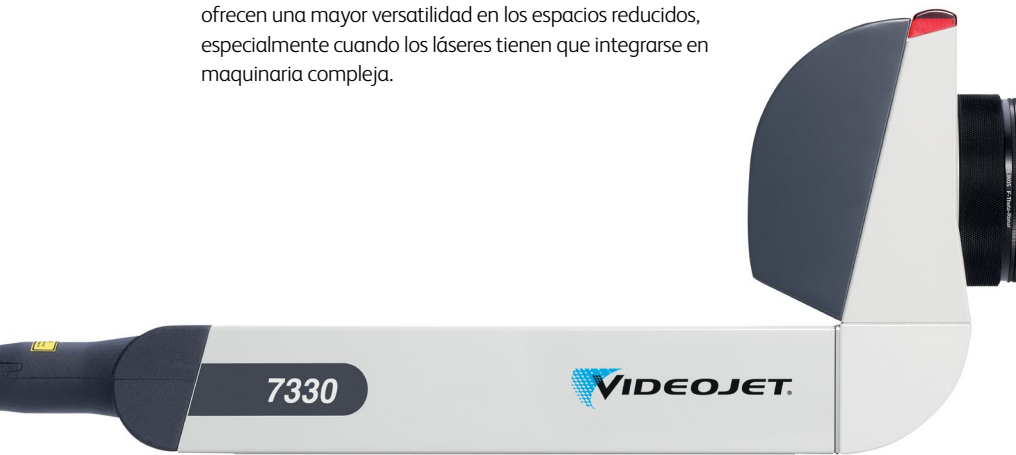 ofrecen una mayor versatilidad en los espacios reducidos,
especialmente cuando los láseres tienen que integrarse en
maquinaria compleja.
7330
VIDEOJET